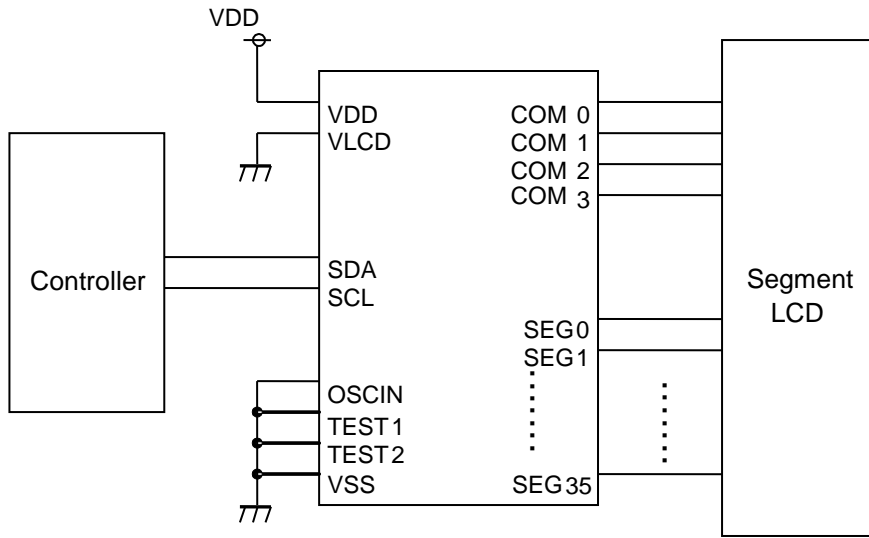 VDD
VDD
VLCD
SDA
SCL
OSCIN
TEST1
TEST2
VSS
COM 0
COM 1
COM 2
COM 3
SEG0
SEG1
SEG35
Controller
Segment
LCD